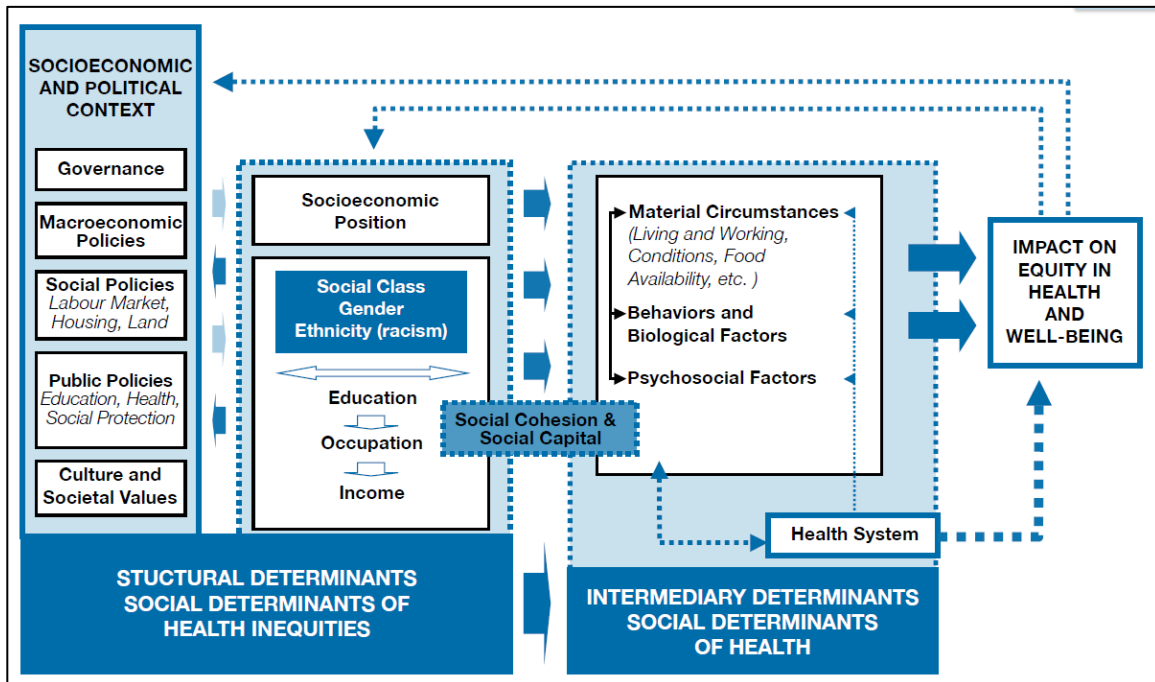 SOCIOECONOMIC
AND POLITICAL
CONTEXT
Governance
Macroeconomic
Policies
Social Policies
Labour Market,
Housing, Land
Public Policies
Education, Health,
Social Protection
Culture and
Societal Values
Socioeconomic
Position
Social Class
Gender
Ethnicity (racism)
Education
Occupation
Income
Social Cohesion &
Social Capital
Material Circumstances
(Living and Working,
Conditions, Food
Availability, etc. )
Behaviors and
Biological Factors
Psychosocial Factors
Health System
IMPACT ON
EQUITY IN
HEALTH
AND
WELL-BEING
STUCTURAL DETERMINANTS
SOCIAL DETERMINANTS OF
HEALTH INEQUITIES
INTERMEDIARY DETERMINANTS
SOCIAL DETERMINANTS
OF HEALTH